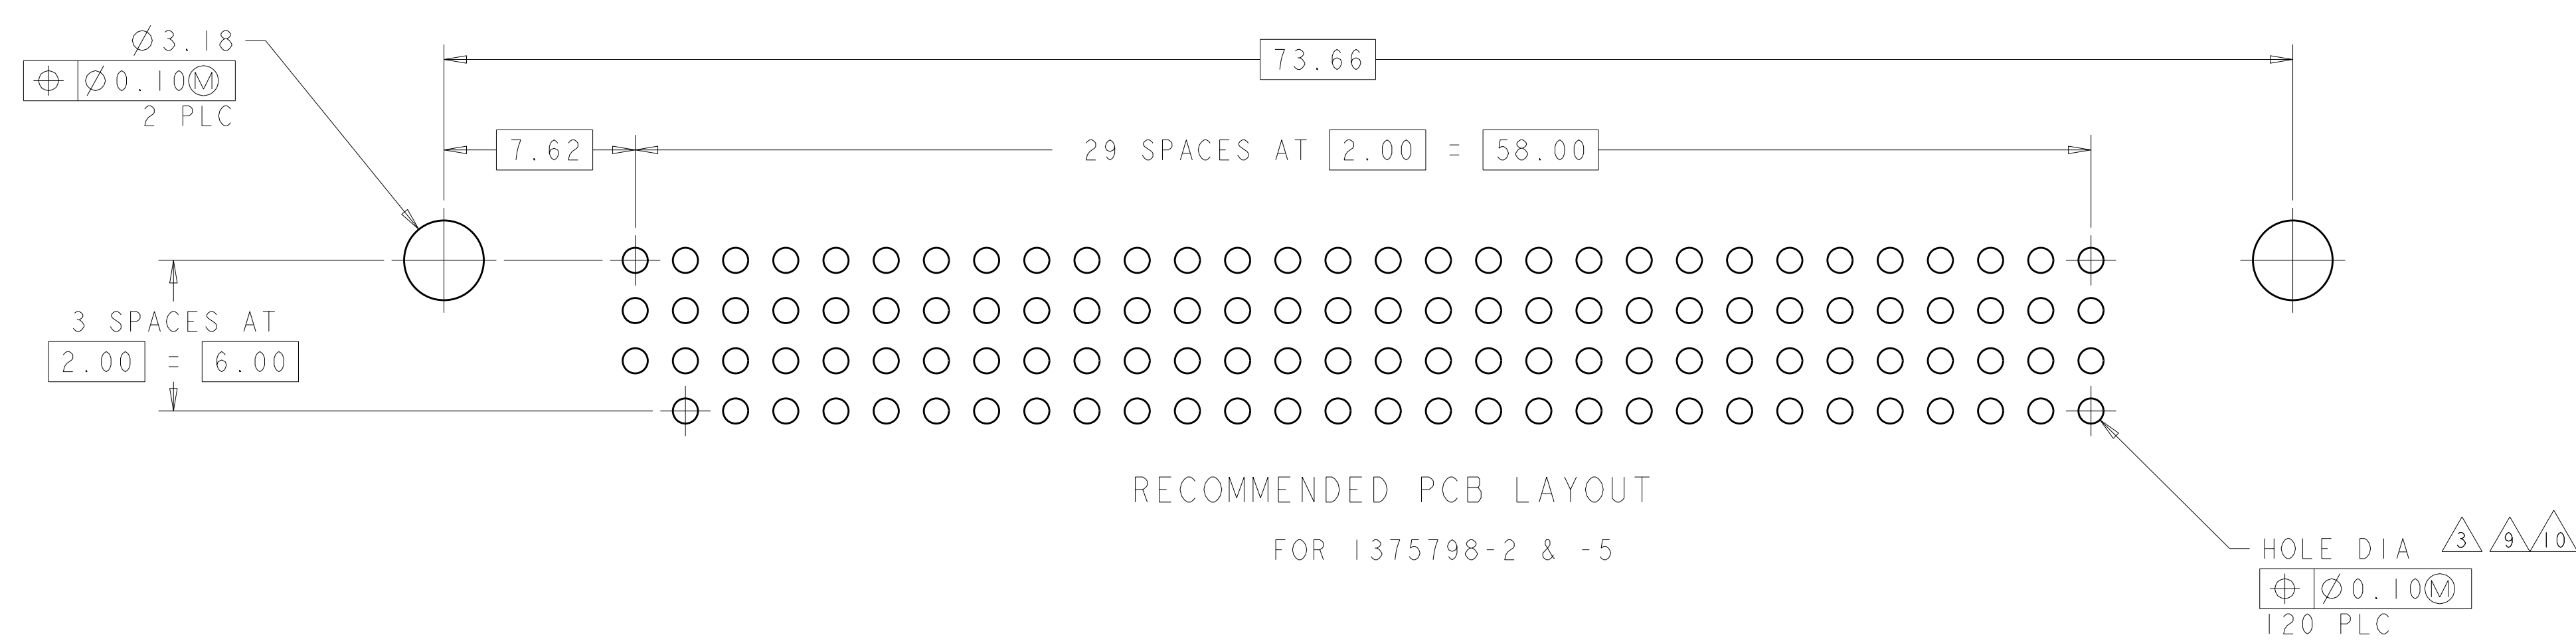 Ø3.18
⌖ Ø0.10Ⓜ
2 PLC
73.66
7.62
29 SPACES AT 2.00 = 58.00
3 SPACES AT
2.00 = 6.00
RECOMMENDED PCB LAYOUT
FOR 1375798-2 & -5
HOLE DIA 3 9 10
⌖ Ø0.10Ⓜ
120 PLC